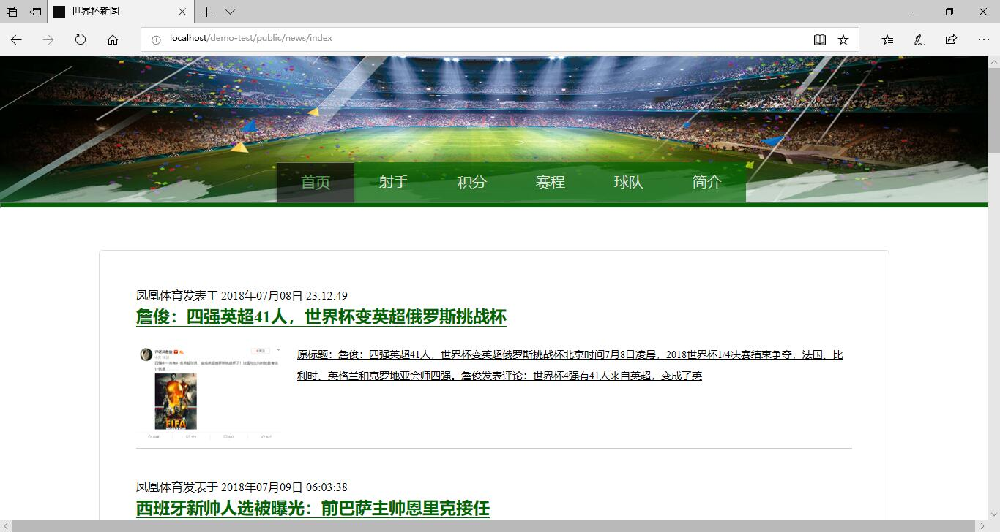 世界杯新闻
localhost/demo-test/public/news/index
首页 射手 积分 赛程 球队 简介
凤凰体育发表于 2018年07月08日 23:12:49
詹俊：四强英超41人，世界杯变英超俄罗斯挑战杯
原标题：詹俊：四强英超41人，世界杯变英超俄罗斯挑战杯北京时间7月8日凌晨，2018世界杯1/4决赛结束争夺，法国、比
利时、英格兰和克罗地亚会师四强。詹俊发表评论：世界杯4强有41人来自英超，变成了英
FIFA
凤凰体育发表于 2018年07月09日 06:03:38
西班牙新帅人选被曝光：前巴萨主帅恩里克接任